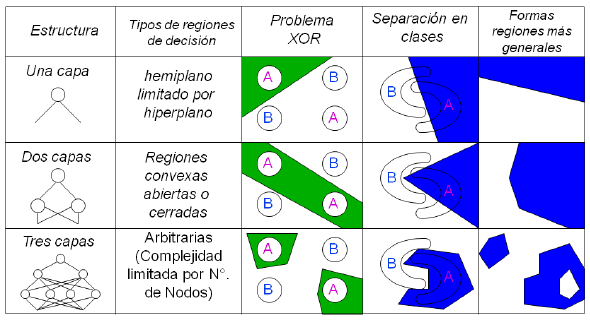 Estructura
Tipos de regiones
de decisión
Problema
XOR
Separación en
clases
Formas
regiones más
generales
Una capa
hemiplano
limitado por
hiperplano
A
B
B
A
B
A
Dos capas
Regiones
convexas
abiertas o
cerradas
A
B
B
A
B
A
Tres capas
Arbitrarias
(Complejidad
limitada por N°.
de Nodos)
A
B
B
A
B
A